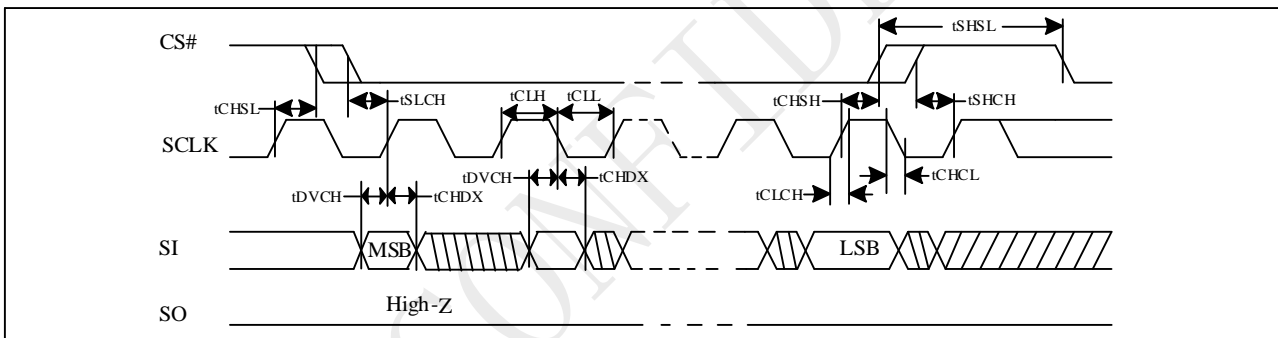 CS#
tSHSL
tCHSL
tSLCH
tCLH
tCLL
tCHSH
tSHCH
SCLK
tDVCH
tCHDX
tDVCH
tCHDX
tCLCH
tCHCL
SI
MSB
LSB
High-Z
SO
CONFID